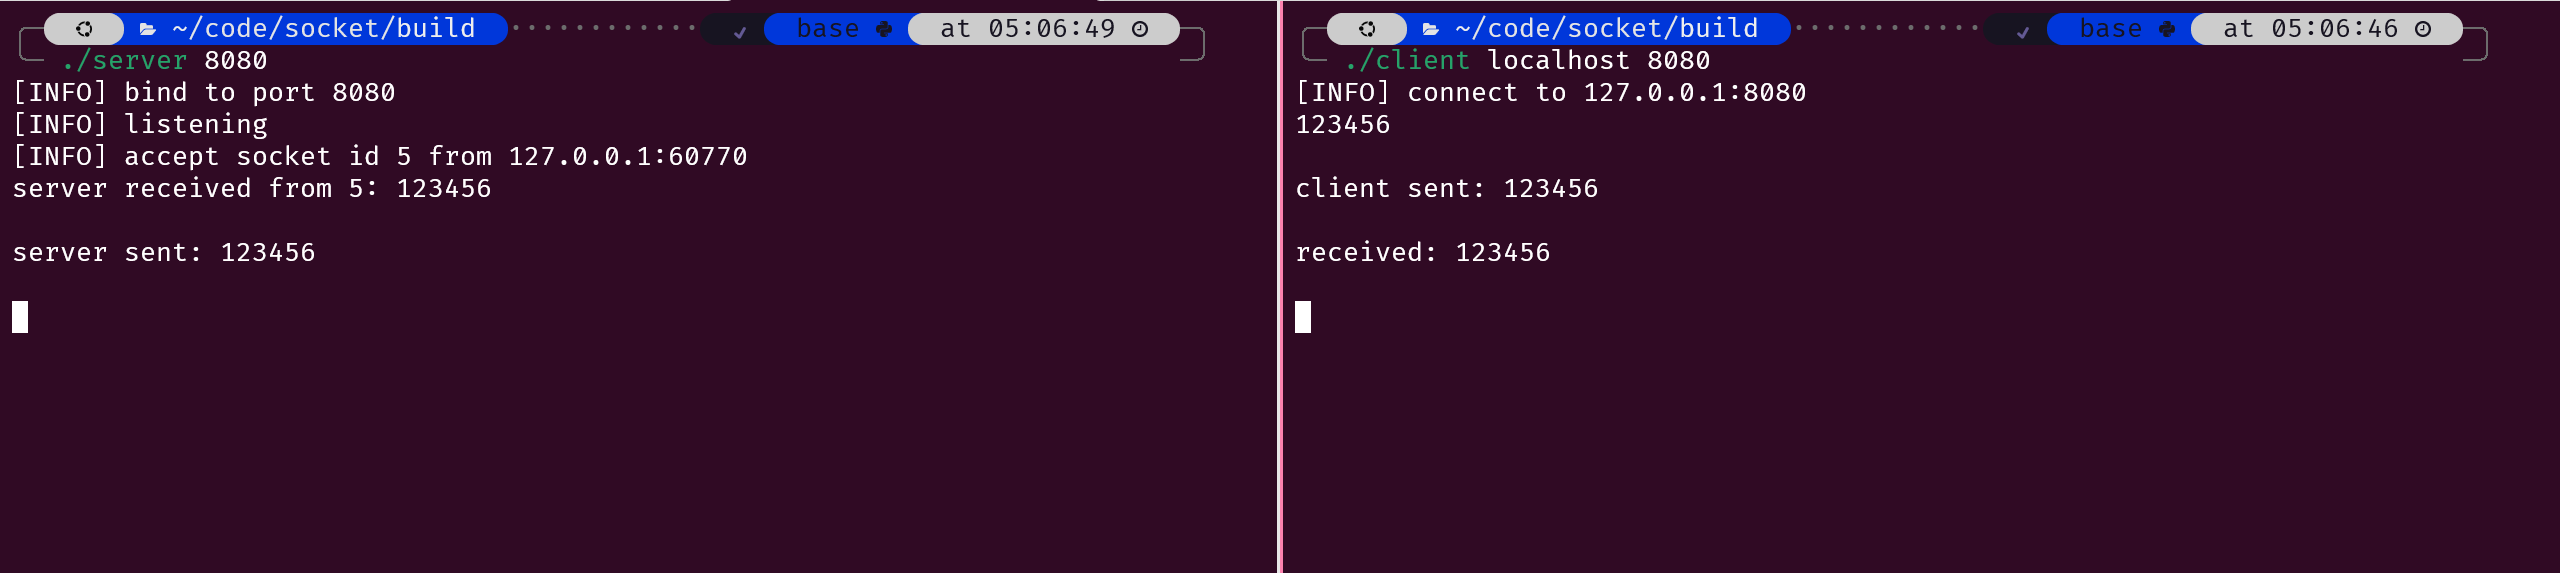 ~/code/socket/build base at 05:06:49
./server 8080
[INFO] bind to port 8080
[INFO] listening
[INFO] accept socket id 5 from 127.0.0.1:60770
server received from 5: 123456
server sent: 123456
~/code/socket/build base at 05:06:46
./client localhost 8080
[INFO] connect to 127.0.0.1:8080
123456
client sent: 123456
received: 123456